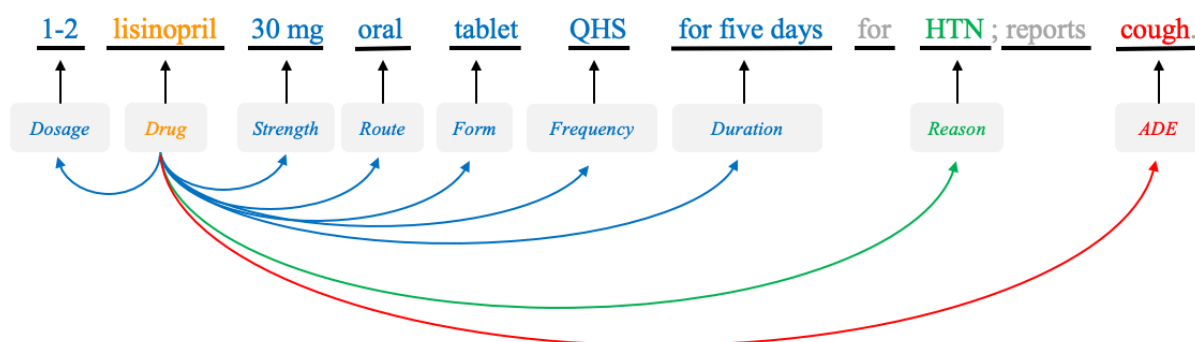 1-2 lisinopril 30 mg oral tablet QHS for five days for HTN ; reports cough.
Dosage Drug Strength Route Form Frequency Duration Reason ADE